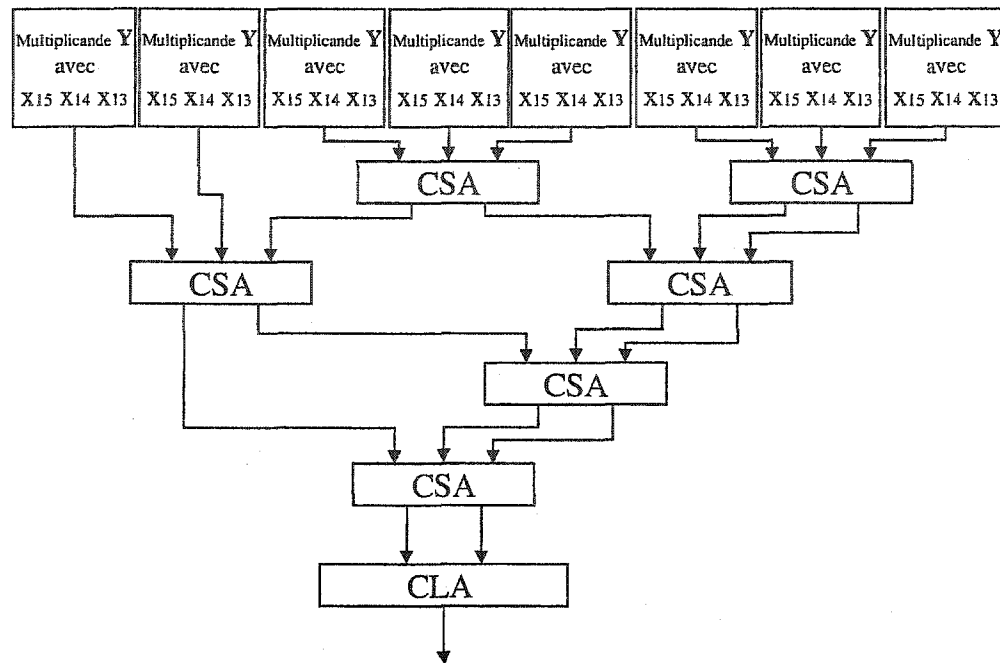 Multiplicande Y
avec
X15 X14 X13
Multiplicande Y
avec
X15 X14 X13
Multiplicande Y
avec
X15 X14 X13
Multiplicande Y
avec
X15 X14 X13
Multiplicande Y
avec
X15 X14 X13
Multiplicande Y
avec
X15 X14 X13
Multiplicande Y
avec
X15 X14 X13
Multiplicande Y
avec
X15 X14 X13
CSA
CSA
CSA
CSA
CSA
CSA
CLA